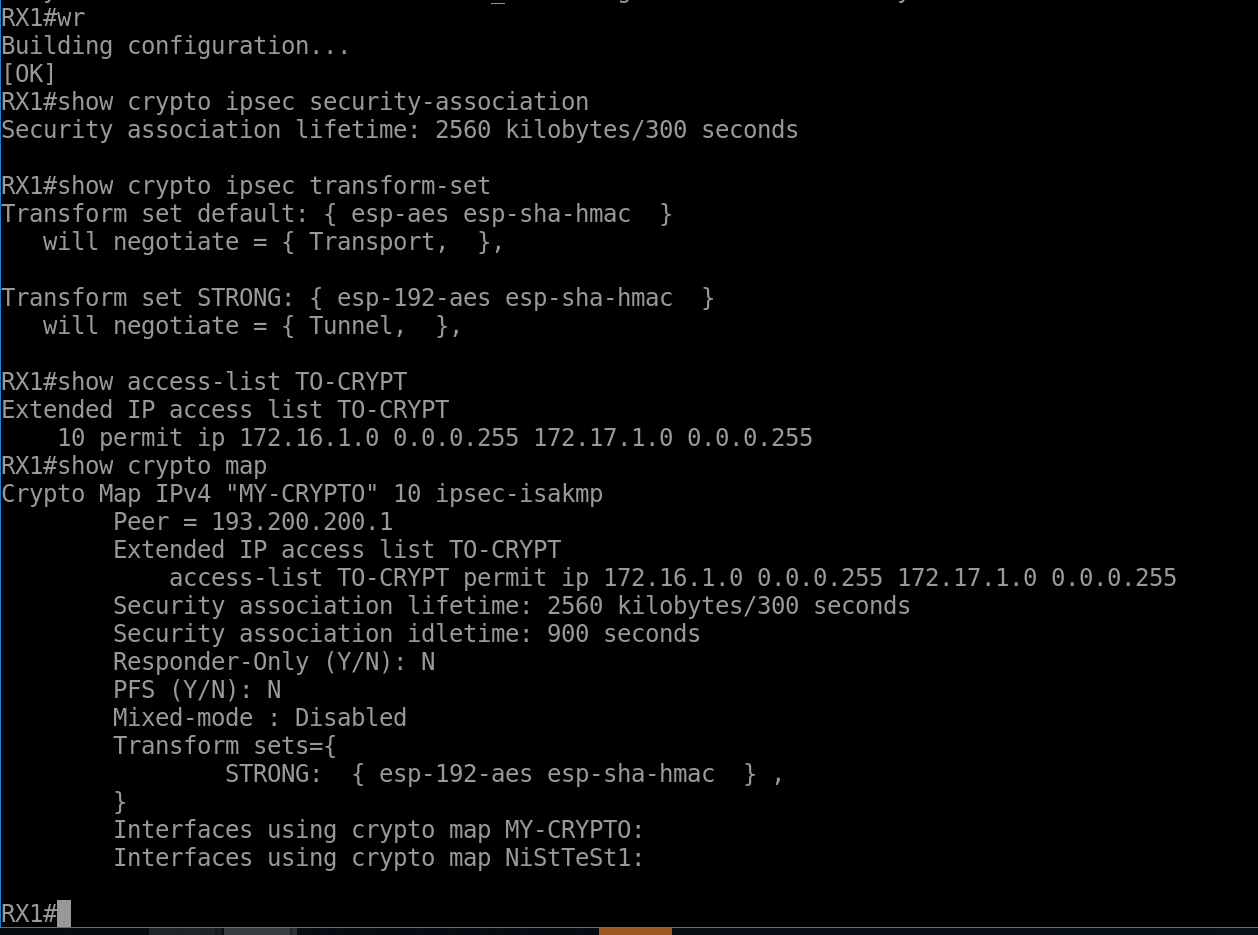 RX1#wr
Building configuration...
[OK]
RX1#show crypto ipsec security-association
Security association lifetime: 2560 kilobytes/300 seconds
RX1#show crypto ipsec transform-set
Transform set default: { esp-aes esp-sha-hmac  }
   will negotiate = { Transport,  },
Transform set STRONG: { esp-192-aes esp-sha-hmac  }
   will negotiate = { Tunnel,  },
RX1#show access-list TO-CRYPT
Extended IP access list TO-CRYPT
    10 permit ip 172.16.1.0 0.0.0.255 172.17.1.0 0.0.0.255
RX1#show crypto map
Crypto Map IPv4 "MY-CRYPTO" 10 ipsec-isakmp
        Peer = 193.200.200.1
        Extended IP access list TO-CRYPT
            access-list TO-CRYPT permit ip 172.16.1.0 0.0.0.255 172.17.1.0 0.0.0.255
        Security association lifetime: 2560 kilobytes/300 seconds
        Security association idletime: 900 seconds
        Responder-Only (Y/N): N
        PFS (Y/N): N
        Mixed-mode : Disabled
        Transform sets={
                STRONG:  { esp-192-aes esp-sha-hmac  } ,
        }
        Interfaces using crypto map MY-CRYPTO:
        Interfaces using crypto map NiStTeSt1:
RX1#